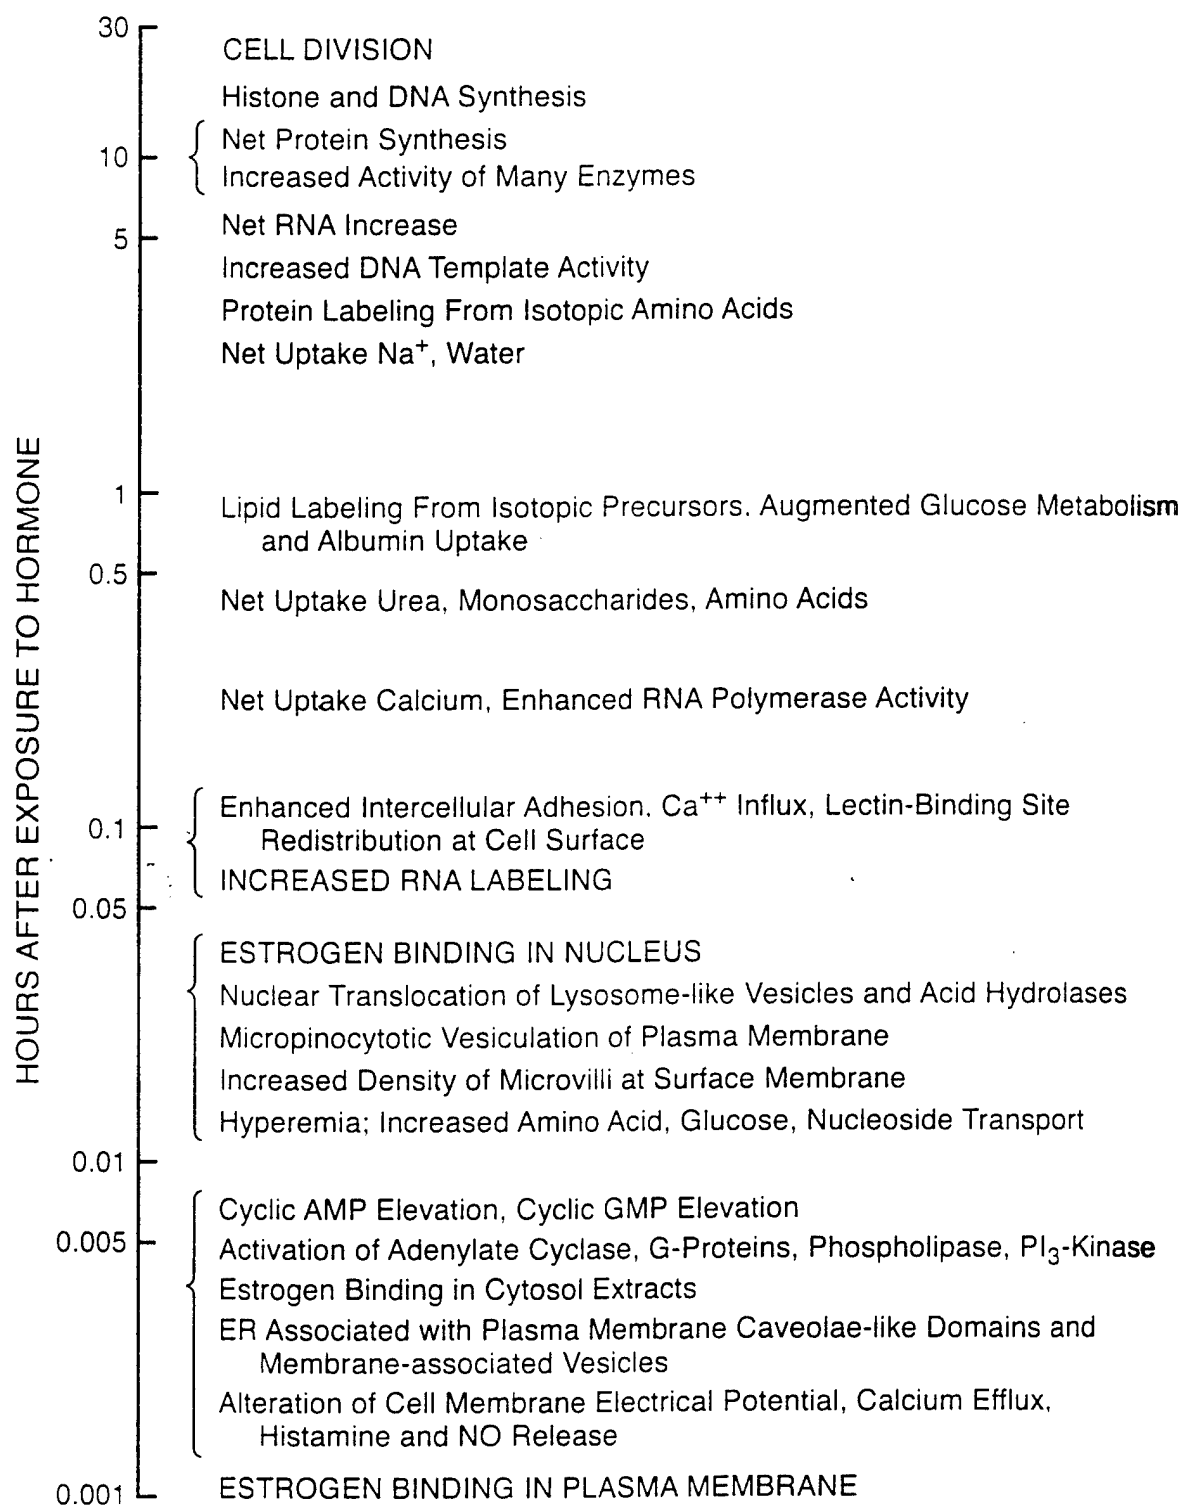 30
CELL DIVISION
Histone and DNA Synthesis
Net Protein Synthesis
10
Increased Activity of Many Enzymes
Net RNA Increase
5
Increased DNA Template Activity
Protein Labeling From Isotopic Amino Acids
Net Uptake Na⁺, Water
HOURS AFTER EXPOSURE TO HORMONE
1
Lipid Labeling From Isotopic Precursors. Augmented Glucose Metabolism
and Albumin Uptake
0.5
Net Uptake Urea, Monosaccharides, Amino Acids
Net Uptake Calcium, Enhanced RNA Polymerase Activity
Enhanced Intercellular Adhesion. Ca⁺⁺ Influx, Lectin-Binding Site
0.1
Redistribution at Cell Surface
INCREASED RNA LABELING
0.05
ESTROGEN BINDING IN NUCLEUS
Nuclear Translocation of Lysosome-like Vesicles and Acid Hydrolases
Micropinocytotic Vesiculation of Plasma Membrane
Increased Density of Microvilli at Surface Membrane
Hyperemia; Increased Amino Acid, Glucose, Nucleoside Transport
0.01
Cyclic AMP Elevation, Cyclic GMP Elevation
0.005
Activation of Adenylate Cyclase, G-Proteins, Phospholipase, PI₃-Kinase
Estrogen Binding in Cytosol Extracts
ER Associated with Plasma Membrane Caveolae-like Domains and
Membrane-associated Vesicles
Alteration of Cell Membrane Electrical Potential, Calcium Efflux,
Histamine and NO Release
0.001
ESTROGEN BINDING IN PLASMA MEMBRANE